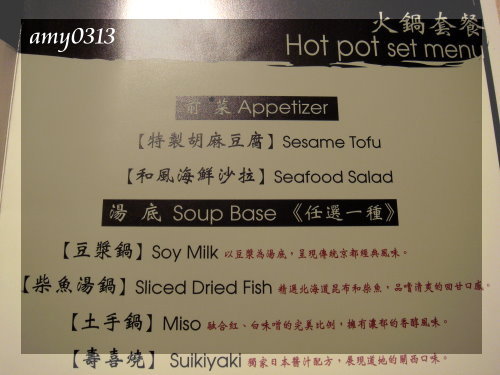 amy0313
火鍋套餐
Hot pot set menu
前 菜 Appetizer
【特製胡麻豆腐】Sesame Tofu
【和風海鮮沙拉】Seafood Salad
湯 底 Soup Base 《任選一種》
【豆漿鍋】Soy Milk 以豆漿為湯底，呈現傳統京都經典風味。
【柴魚湯鍋】Sliced Dried Fish 精選北海道昆布和柴魚，品嚐清爽的回甘口感。
【土手鍋】Miso 融合紅、白味噌的完美比例，擁有濃郁的香醇風味。
【壽喜燒】 Suikiyaki 獨家日本醬汁配方，展現道地的關西口味。